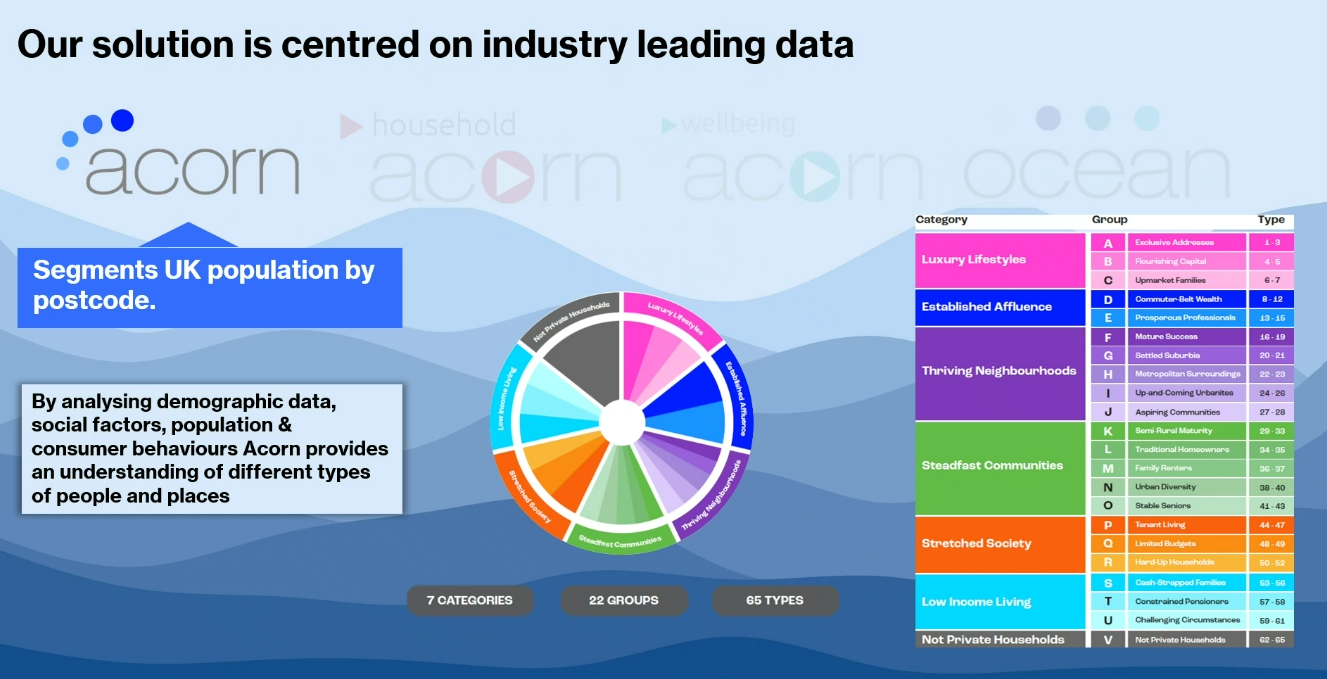 Our solution is centred on industry leading data
acorn
household
acorn
wellbeing
acorn
ocean
Segments UK population by
postcode.
By analysing demographic data,
social factors, population &
consumer behaviours Acorn provides
an understanding of different types
of people and places
Not Private Households
Luxury Lifestyles
Established Affluence
Thriving Neighbourhoods
Steadfast Communities
Stretched Society
Low Income Living
7 CATEGORIES
22 GROUPS
65 TYPES
Category Group Type
Luxury Lifestyles
A Exclusive Addresses 1 - 3
B Flourishing Capital 4 - 5
C Upmarket Families 6 - 7
Established Affluence
D Commuter-Belt Wealth 8 - 12
E Prosperous Professionals 13 - 15
Thriving Neighbourhoods
F Mature Success 16 - 19
G Settled Suburbia 20 - 21
H Metropolitan Surroundings 22 - 23
I Up-and-Coming Urbanites 24 - 26
J Aspiring Communities 27 - 28
Steadfast Communities
K Semi-Rural Maturity 29 - 33
L Traditional Homeowners 34 - 35
M Family Renters 36 - 37
N Urban Diversity 38 - 40
O Stable Seniors 41 - 43
Stretched Society
P Tenant Living 44 - 47
Q Limited Budgets 48 - 49
R Hard-Up Households 50 - 52
Low Income Living
S Cash-Strapped Families 53 - 56
T Constrained Pensioners 57 - 58
U Challenging Circumstances 59 - 61
Not Private Households
V Not Private Households 62 - 65